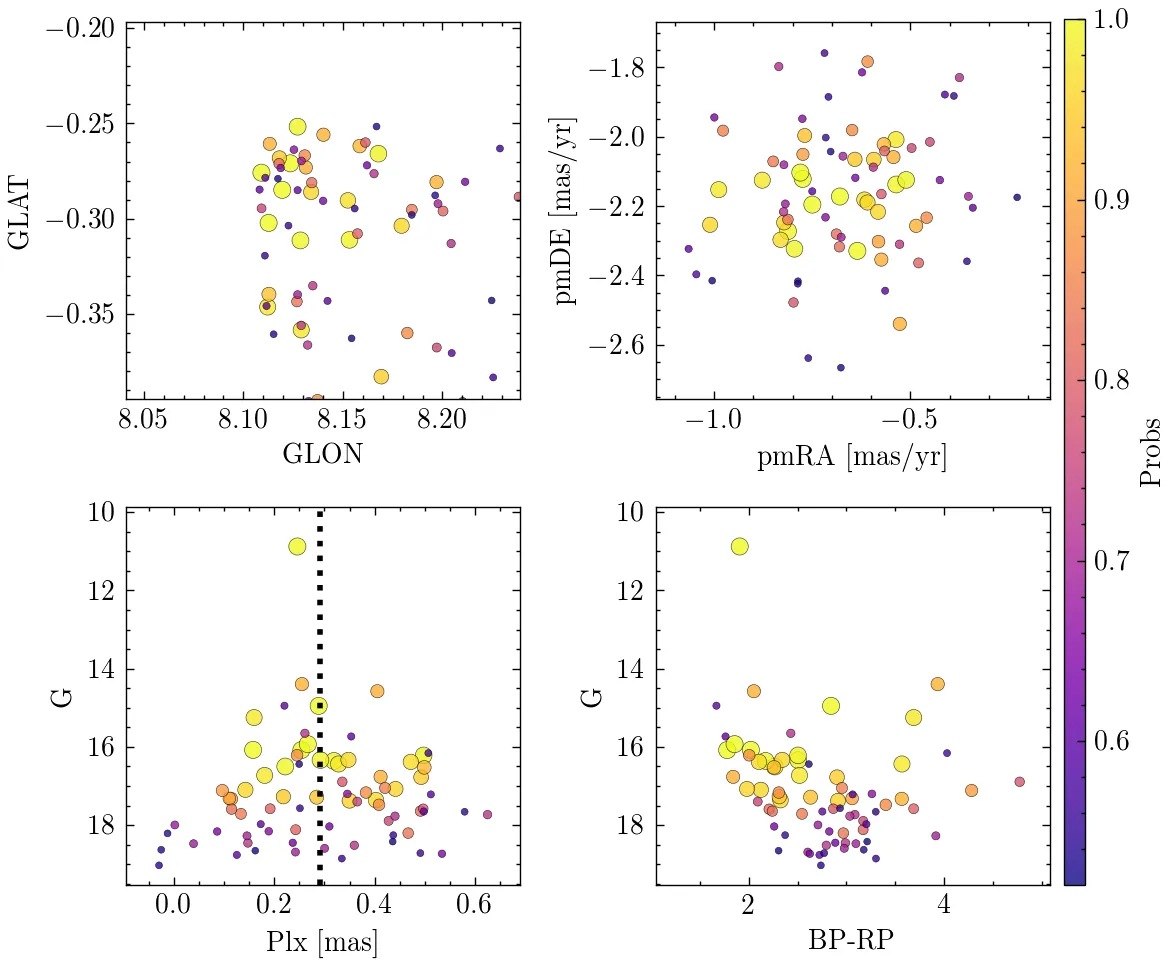 −0.20
−0.25
−0.30
−0.35
GLAT
8.05 8.10 8.15 8.20
GLON
−1.8
−2.0
−2.2
−2.4
−2.6
pmDE [mas/yr]
−1.0 −0.5
pmRA [mas/yr]
10
12
14
16
18
G
0.0 0.2 0.4 0.6
Plx [mas]
10
12
14
16
18
G
2 4
BP-RP
1.0
0.9
0.8
0.7
0.6
Probs